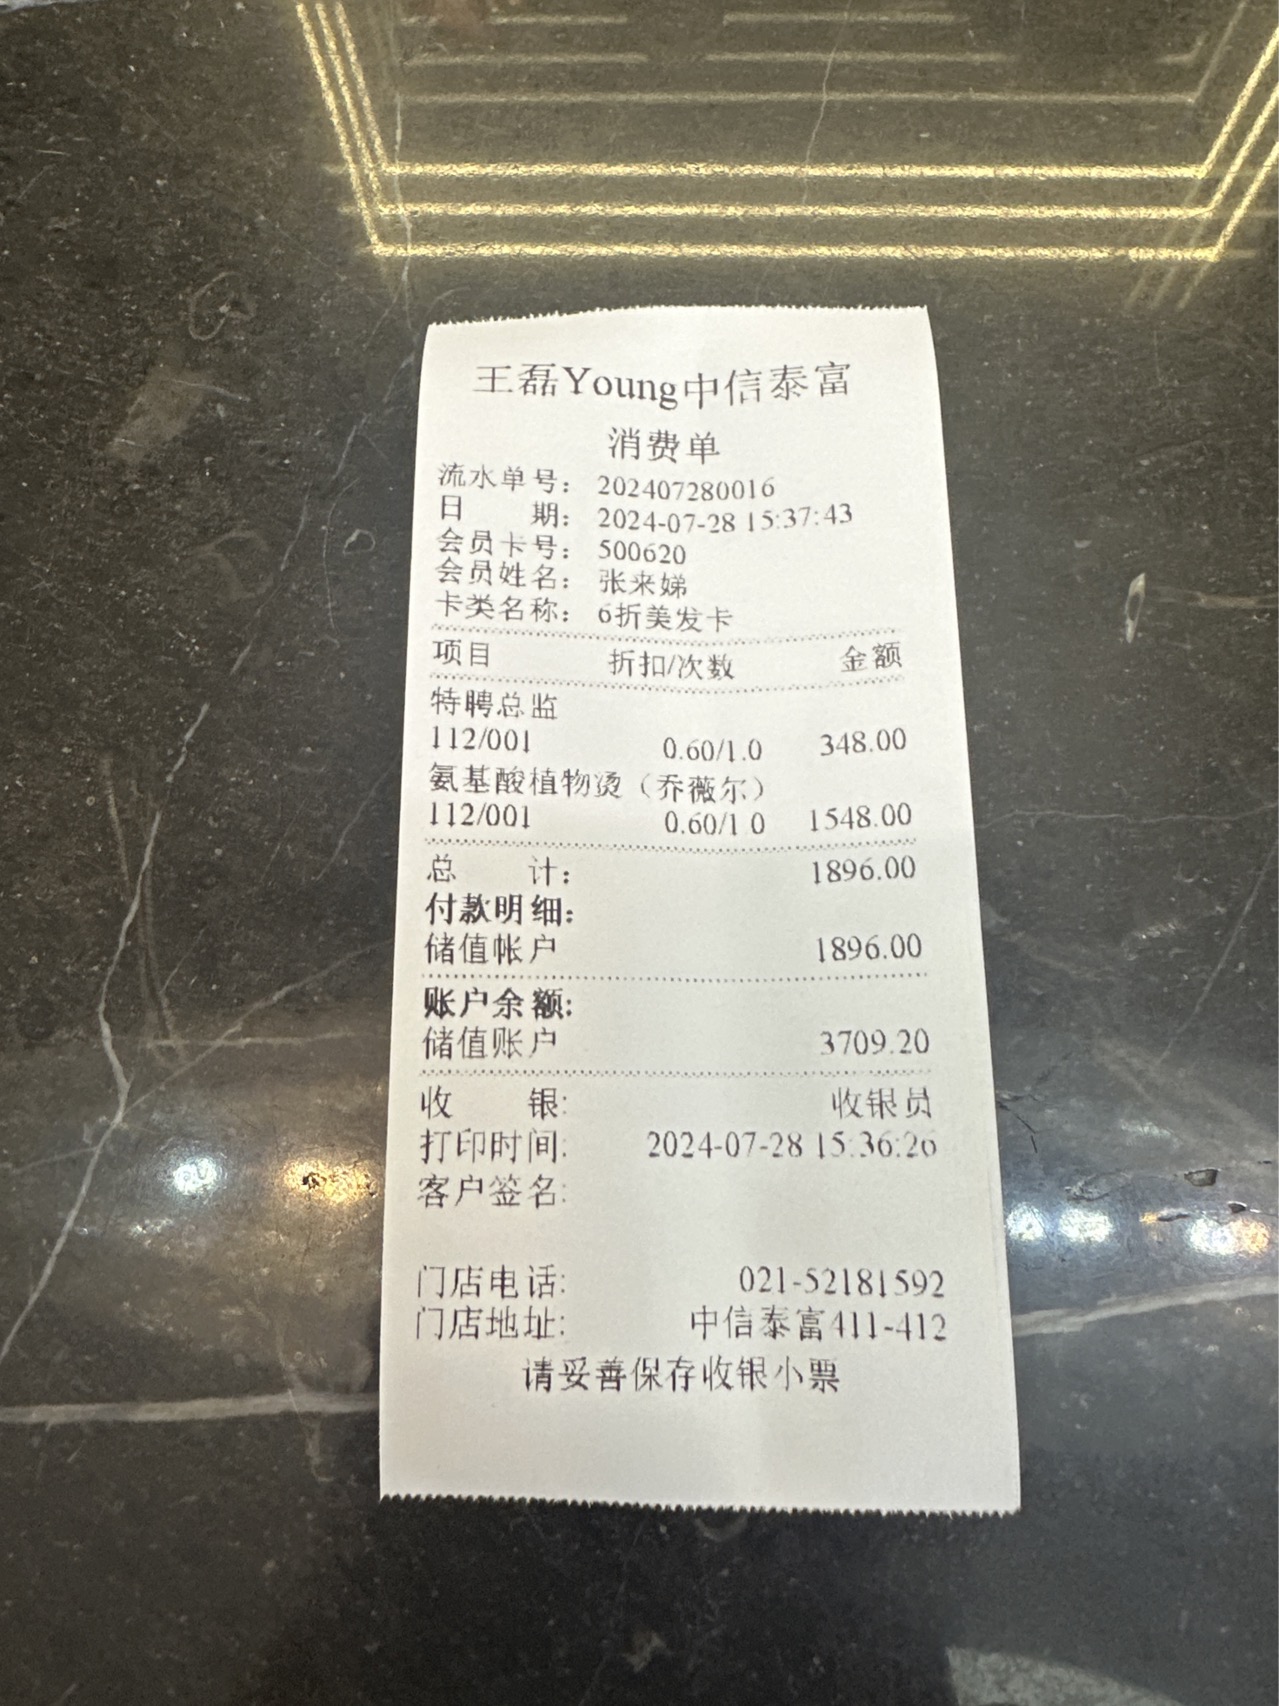 王磊Young中信泰富
消费单
流水单号： 202407280016
日 期： 2024-07-28 15:37:43
会员卡号： 500620
会员姓名： 张来娣
卡类名称： 6折美发卡
项目 折扣/次数 金额
特聘总监
112/001 0.60/1.0 348.00
氨基酸植物烫（乔薇尔）
112/001 0.60/1.0 1548.00
总 计： 1896.00
付款明细：
储值帐户 1896.00
账户余额:
储值账户 3709.20
收 银: 收银员
打印时间: 2024-07-28 15:36:26
客户签名:
门店电话: 021-52181592
门店地址: 中信泰富411-412
请妥善保存收银小票